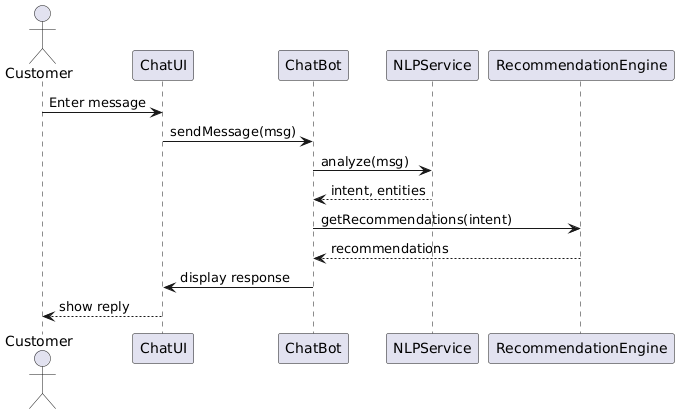 Customer
ChatUI
ChatBot
NLPService
RecommendationEngine
Enter message
sendMessage(msg)
analyze(msg)
intent, entities
getRecommendations(intent)
recommendations
display response
show reply
Customer
ChatUI
ChatBot
NLPService
RecommendationEngine